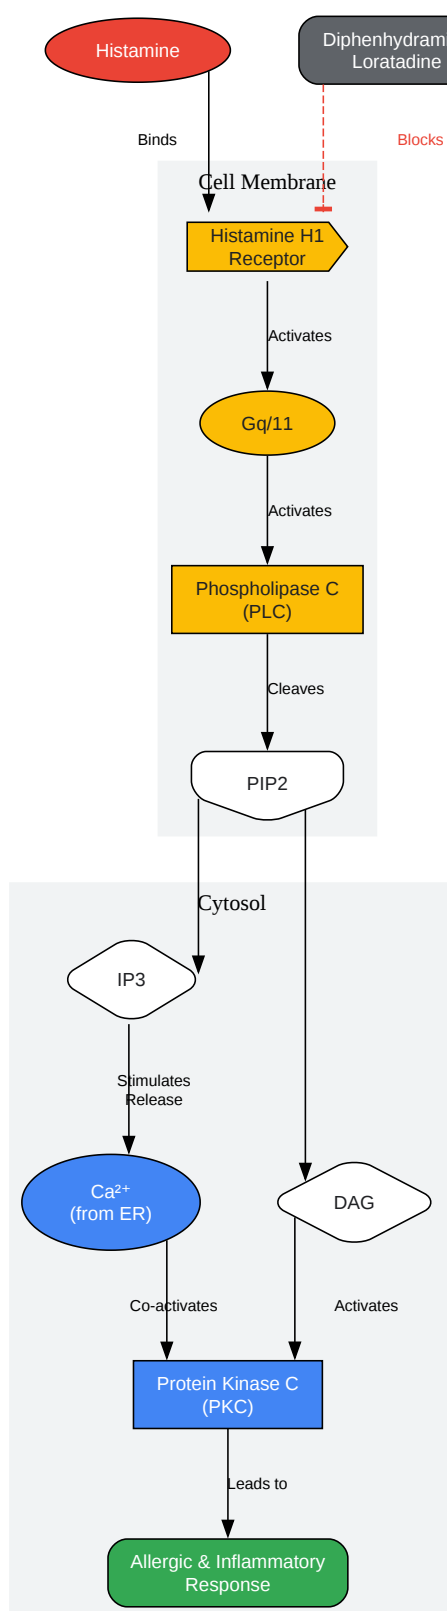 Histamine
Diphenhydram
Loratadine
Binds
Blocks
Cell Membrane
Histamine H1
Receptor
Activates
Gq/11
Activates
Phospholipase C
(PLC)
Cleaves
PIP2
Cytosol
IP3
Stimulates
Release
Ca²⁺
(from ER)
DAG
Co-activates
Activates
Protein Kinase C
(PKC)
Leads to
Allergic & Inflammatory
Response